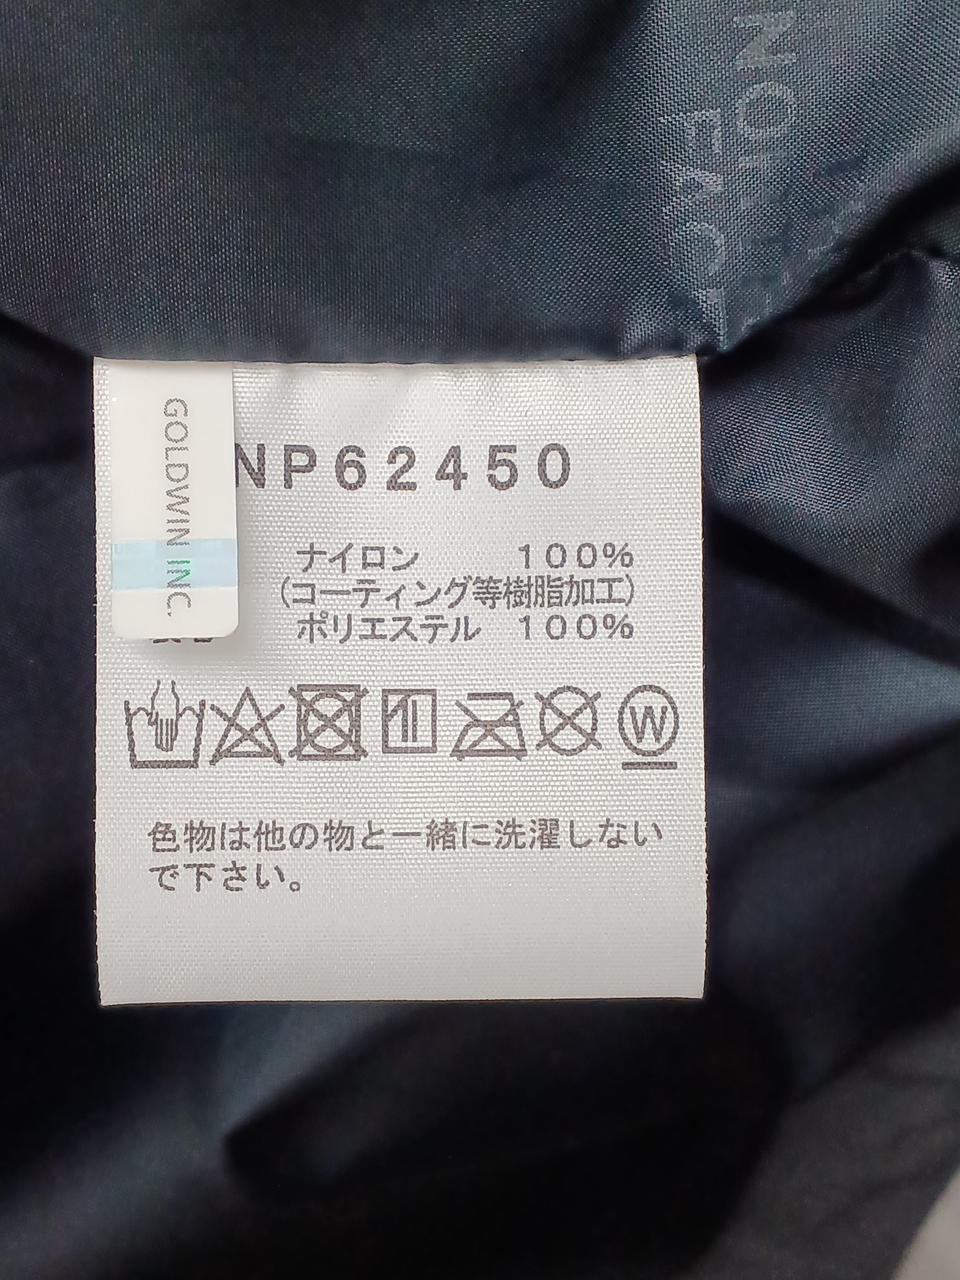 GOLDWIN INC.
NP62450
ナイロン 100%
(コーティング等樹脂加工)
ポリエステル 100%
W
色物は他の物と一緒に洗濯しない
で下さい。